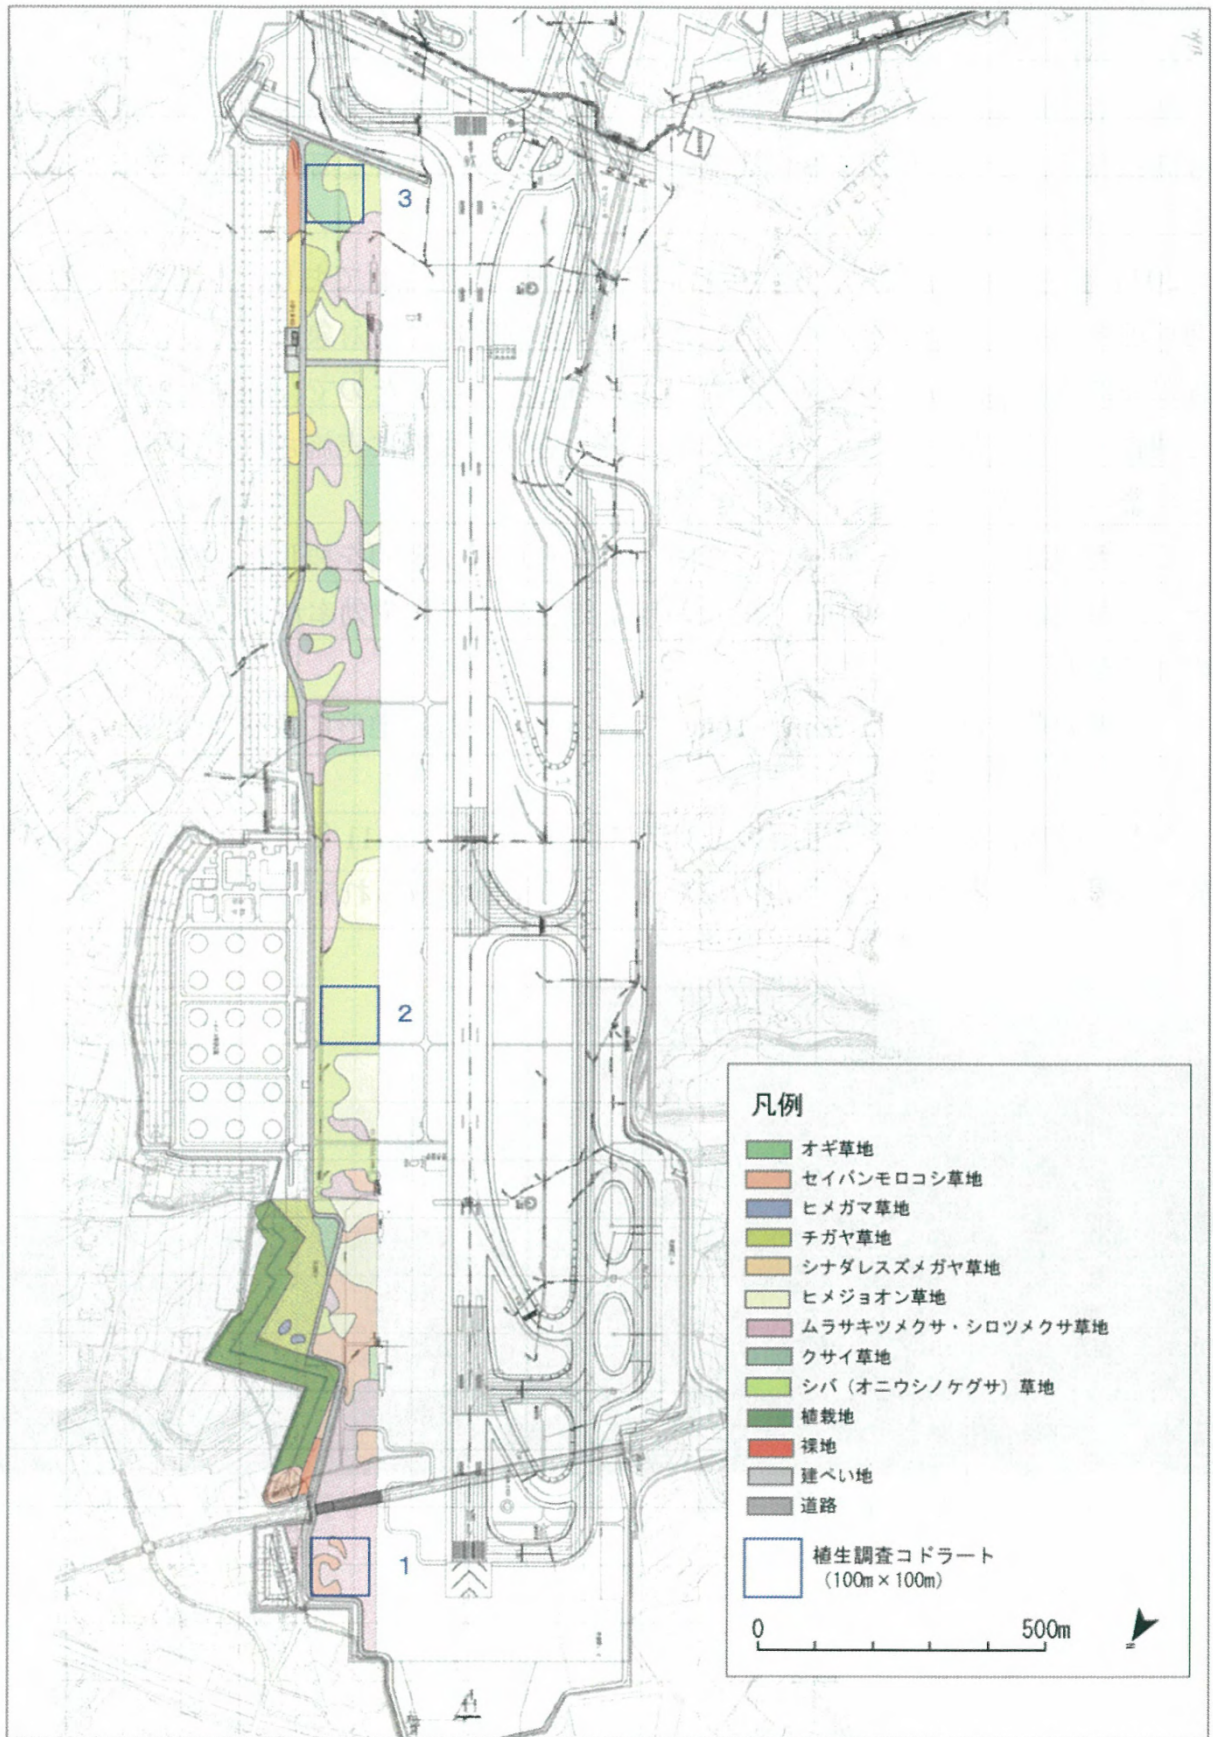 3
2
1
凡例
オギ草地
セイバンモロコシ草地
ヒメガマ草地
チガヤ草地
シナダレスズメガヤ草地
ヒメジョオン草地
ムラサキツメクサ・シロツメクサ草地
クサイ草地
シバ（オニウシノケグサ）草地
植栽地
裸地
建ぺい地
道路
植生調査コドラート
（100m×100m）
0 500m